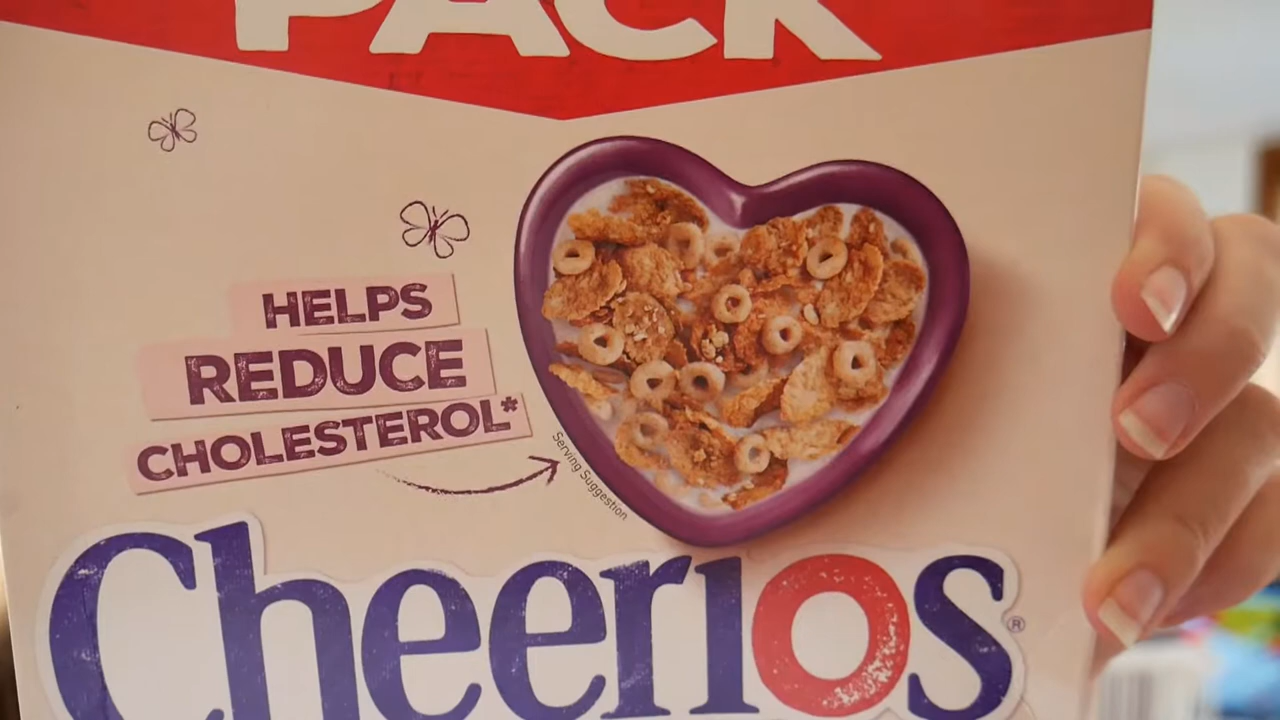 PACK
HELPS
REDUCE
CHOLESTEROL*
Serving Suggestion
Cheerios®